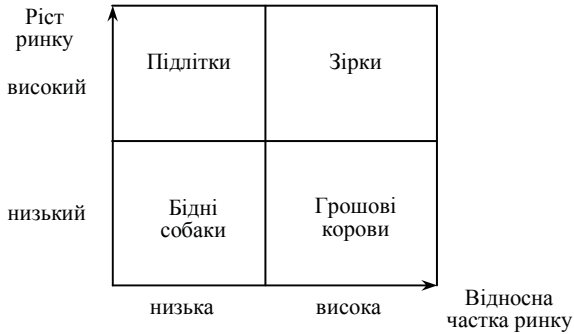 Ріст
ринку
високий
Підлітки
Зірки
низький
Бідні
собаки
Грошові
корови
низька
висока
Відносна
частка ринку